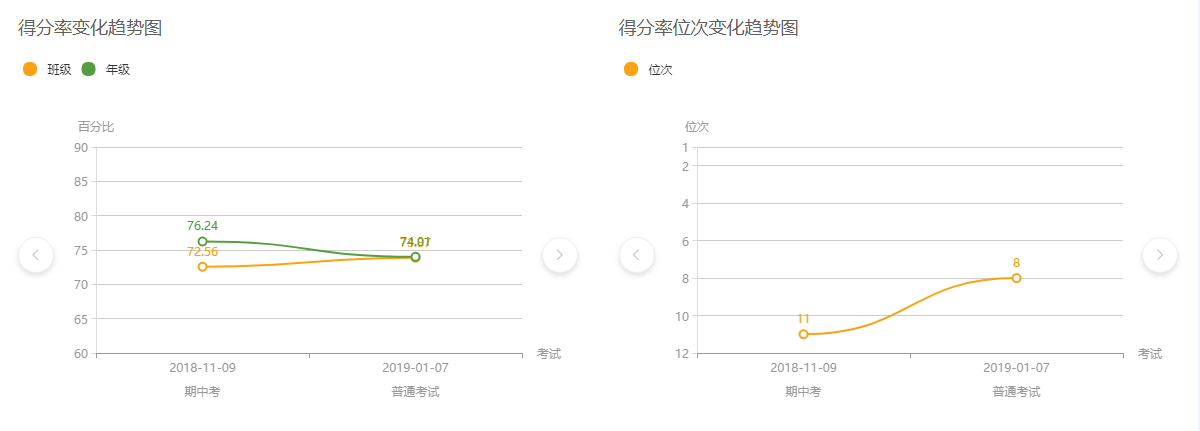 得分率变化趋势图
班级 年级
百分比
90
85
80
75
70
65
60
76.24
72.56
74.01
2018-11-09
期中考
2019-01-07
普通考试
考试
得分率位次变化趋势图
位次
位次
1
2
4
6
8
10
12
11
8
2018-11-09
期中考
2019-01-07
普通考试
考试